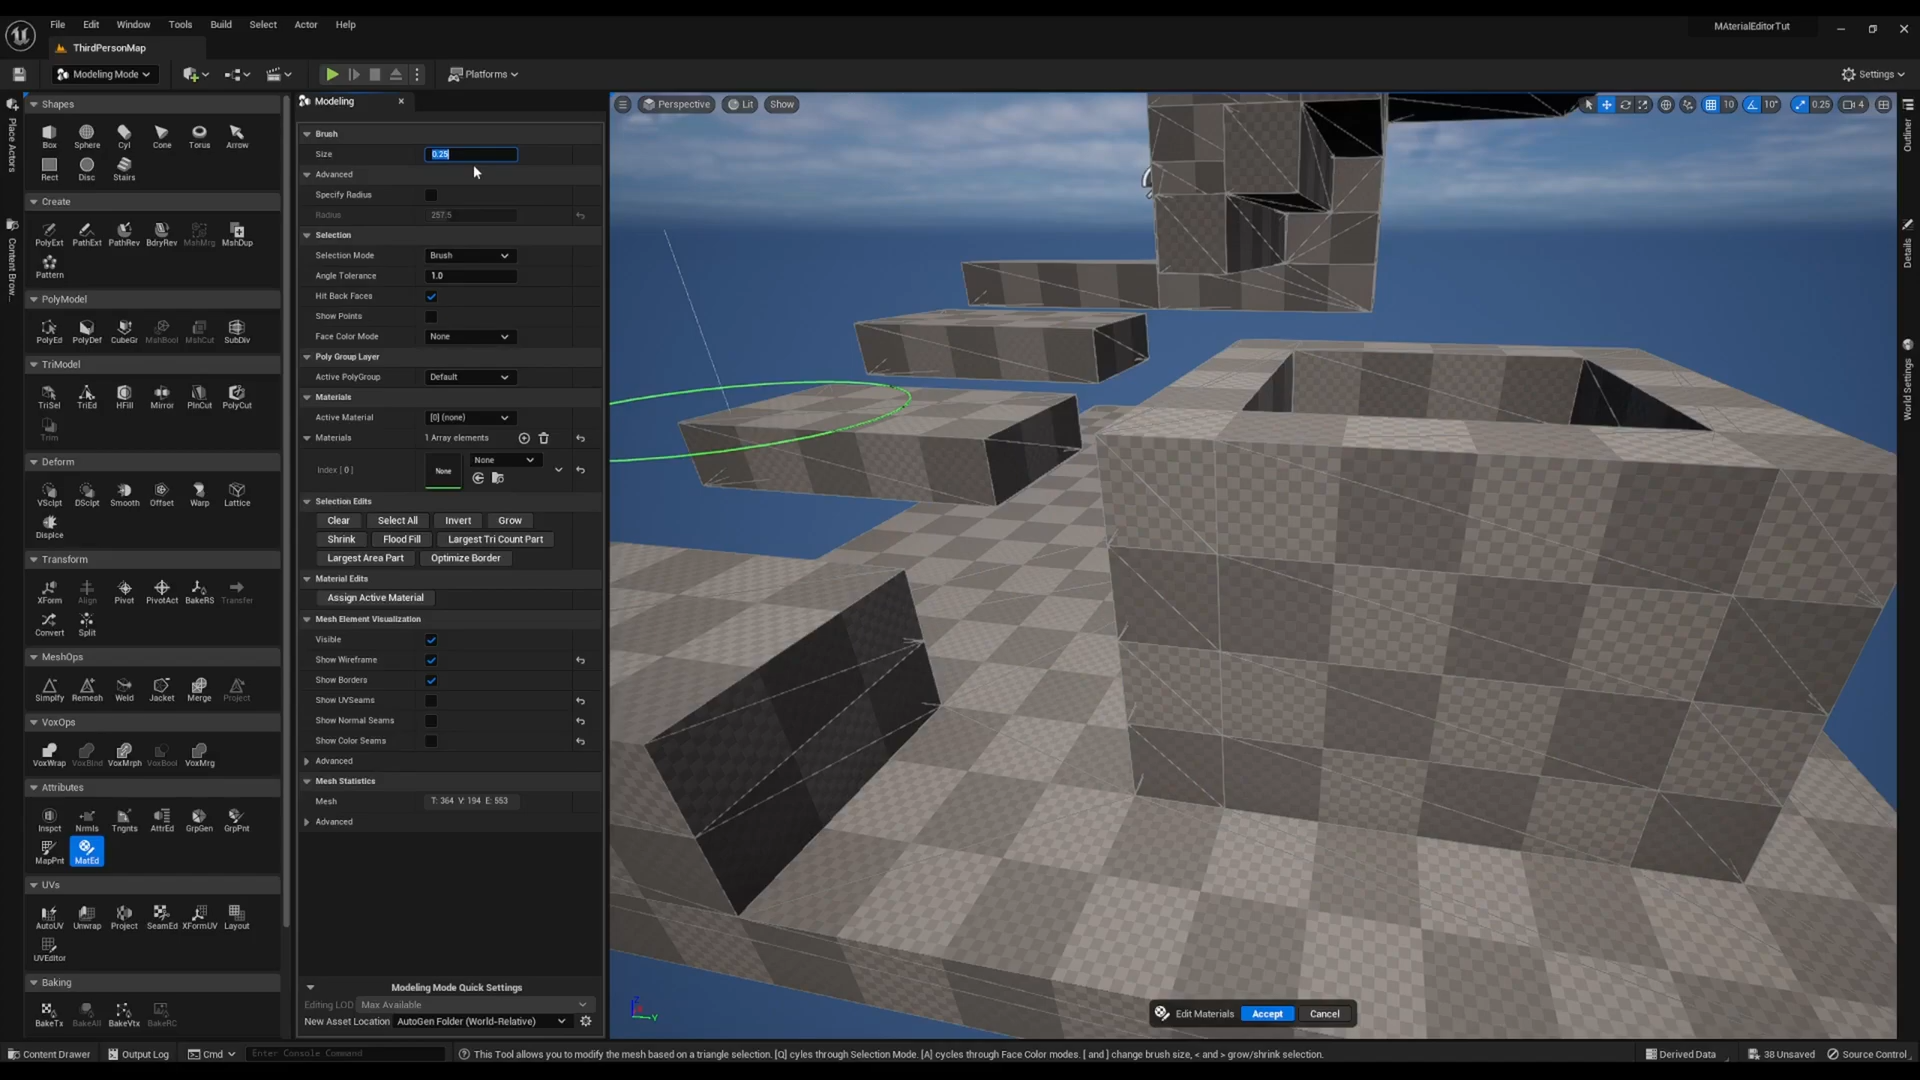 File Edit Window Tools Build Select Actor Help
MAterialEditorTut
ThirdPersonMap
Modeling Mode
Platforms
Settings
Place Actors
Content Brow...
Shapes
Box Sphere Cyl Cone Torus Arrow
Rect Disc Stairs
Create
PolyExt PathExt PathRev BdryRev MshMrg MshDup
Pattern
PolyModel
PolyEd PolyDef CubeGr MshBool MshCut SubDiv
TriModel
TriSel TriEd HFill Mirror PlnCut PolyCut
Trim
Deform
VSclpt DSclpt Smooth Offset Warp Lattice
Displce
Transform
XForm Align Pivot PivotAct BakeRS Transfer
Convert Split
MeshOps
Simplfy Remesh Weld Jacket Merge Project
VoxOps
VoxWrap VoxBlnd VoxMrph VoxBool VoxMrg
Attributes
Inspct Nrmls Tngnts AttrEd GrpGen GrpPnt
MapPnt MatEd
UVs
AutoUV Unwrap Project SeamEd XFormUV Layout
UVEditor
Baking
BakeTx BakeAll BakeVtx BakeRC
Modeling
Brush
Size 0.25
Advanced
Specify Radius
Radius 257.5
Selection
Selection Mode Brush
Angle Tolerance 1.0
Hit Back Faces
Show Points
Face Color Mode None
Poly Group Layer
Active PolyGroup Default
Materials
Active Material [0] (none)
Materials 1 Array elements
Index [ 0 ] None None
Selection Edits
Clear Select All Invert Grow
Shrink Flood Fill Largest Tri Count Part
Largest Area Part Optimize Border
Material Edits
Assign Active Material
Mesh Element Visualization
Visible
Show Wireframe
Show Borders
Show UVSeams
Show Normal Seams
Show Color Seams
Advanced
Mesh Statistics
Mesh T: 364 V: 194 E: 553
Advanced
Modeling Mode Quick Settings
Editing LOD Max Available
New Asset Location AutoGen Folder (World-Relative)
Perspective Lit Show
10 10° 0.25 4
Z
Y
Edit Materials Accept Cancel
Outliner
Details
World Settings
Content Drawer Output Log Cmd Enter Console Command
This Tool allows you to modify the mesh based on a triangle selection. [Q] cyles through Selection Mode. [A] cycles through Face Color modes. [ and ] change brush size, < and > grow/shrink selection.
Derived Data 38 Unsaved Source Control